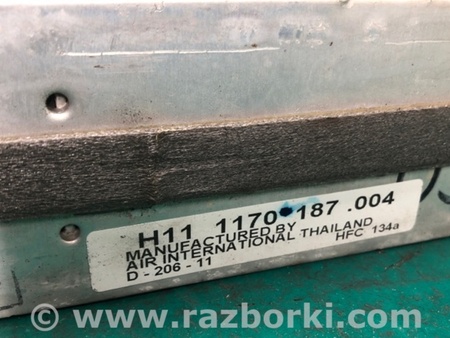 H11 1170 187 .004
MANUFACTURED BY
AIR INTERNATIONAL THAILAND
D - 206 - 11 HFC 134a
www.razborki.com